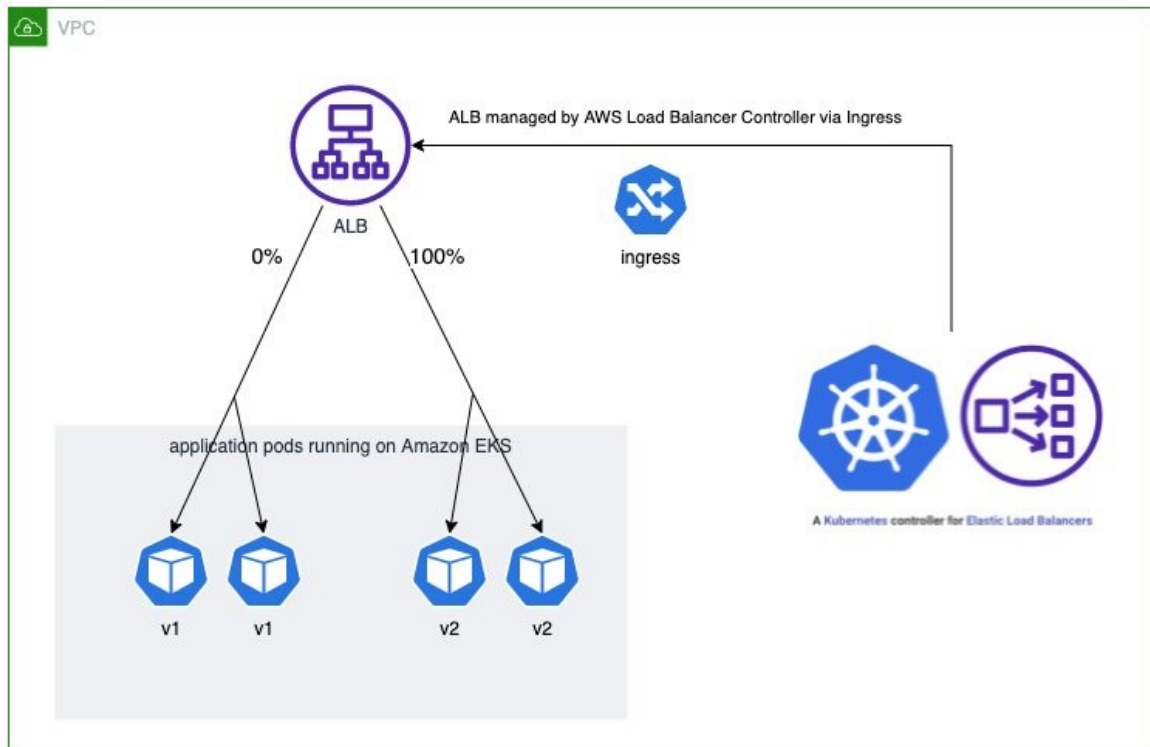 VPC
ALB managed by AWS Load Balancer Controller via Ingress
ALB
ingress
0%
100%
A Kubernetes controller for Elastic Load Balancers
application pods running on Amazon EKS
v1
v1
v2
v2